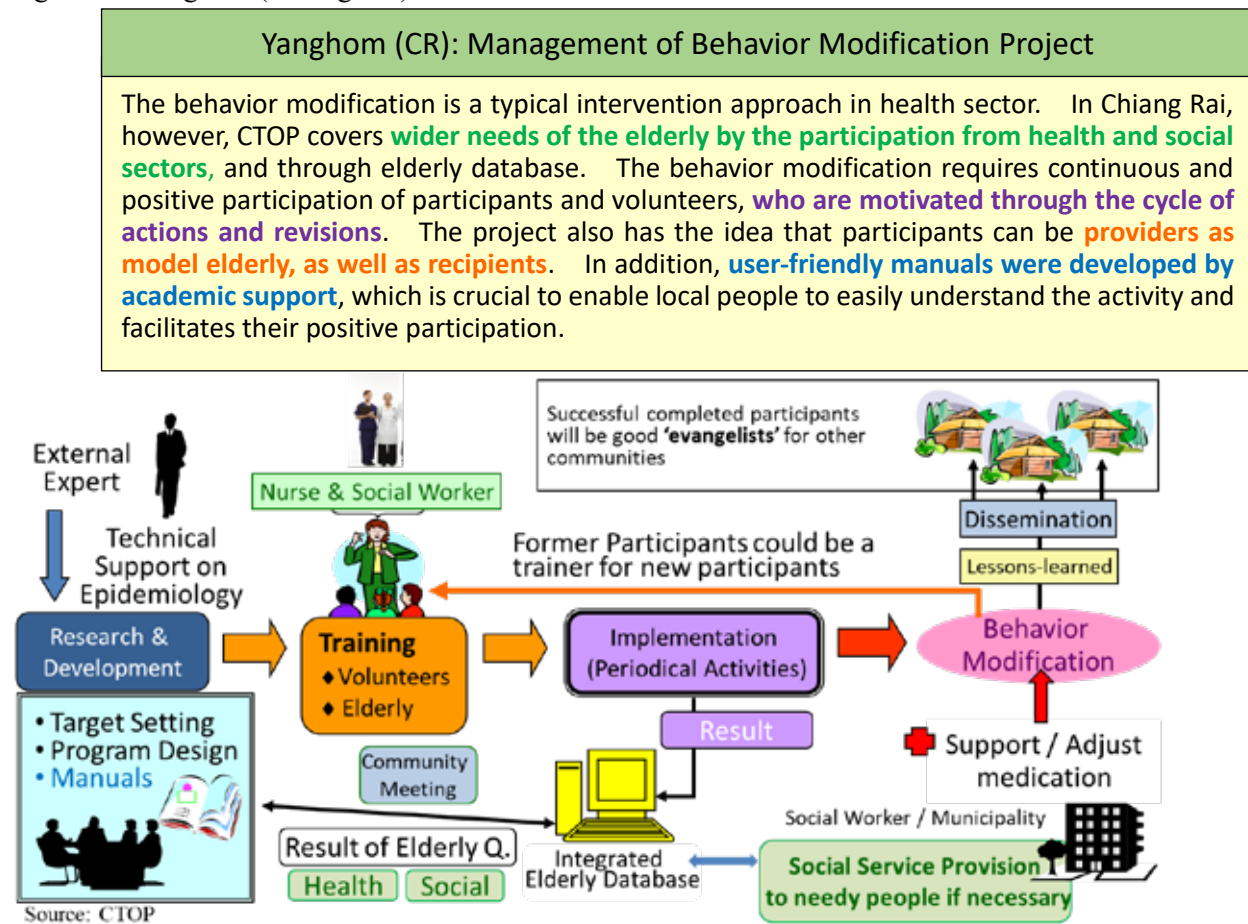 Yanghom (CR): Management of Behavior Modification Project
The behavior modification is a typical intervention approach in health sector. In Chiang Rai,
however, CTOP covers wider needs of the elderly by the participation from health and social
sectors, and through elderly database. The behavior modification requires continuous and
positive participation of participants and volunteers, who are motivated through the cycle of
actions and revisions. The project also has the idea that participants can be providers as
model elderly, as well as recipients. In addition, user-friendly manuals were developed by
academic support, which is crucial to enable local people to easily understand the activity and
facilitates their positive participation.
Successful completed participants
will be good 'evangelists' for other
communities
External
Expert
Nurse & Social Worker
Technical
Support on
Epidemiology
Former Participants could be a
trainer for new participants
Dissemination
Lessons-learned
Research &
Development
Training
♦ Volunteers
♦ Elderly
Implementation
(Periodical Activities)
Behavior
Modification
• Target Setting
• Program Design
• Manuals
Result
Community
Meeting
Support / Adjust
medication
Social Worker / Municipality
Result of Elderly Q.
Health
Social
Integrated
Elderly Database
Social Service Provision
to needy people if necessary
Source: CTOP